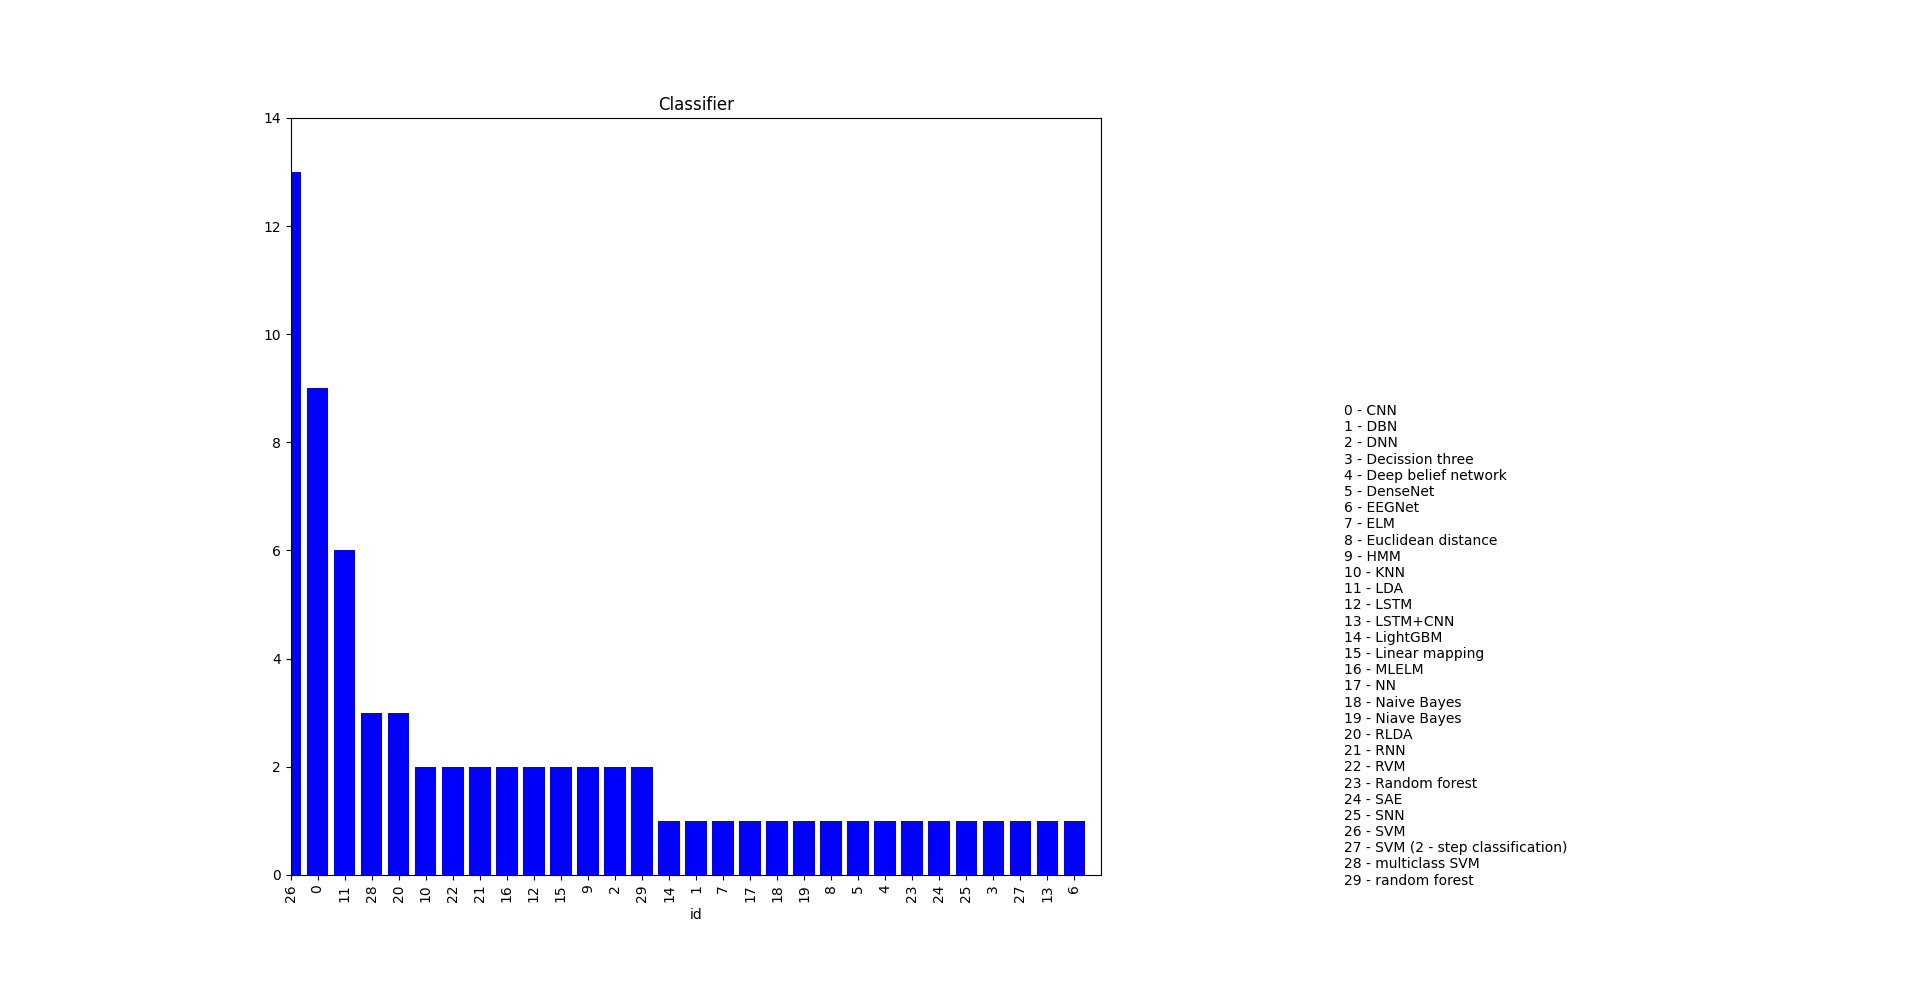 Classifier
14
12
10
8
6
4
2
0
26 0 11 28 20 10 22 21 16 12 15 9 2 29 14 1 7 17 18 19 8 5 4 23 24 25 3 27 13 6
id
0 - CNN
1 - DBN
2 - DNN
3 - Decission three
4 - Deep belief network
5 - DenseNet
6 - EEGNet
7 - ELM
8 - Euclidean distance
9 - HMM
10 - KNN
11 - LDA
12 - LSTM
13 - LSTM+CNN
14 - LightGBM
15 - Linear mapping
16 - MLELM
17 - NN
18 - Naive Bayes
19 - Niave Bayes
20 - RLDA
21 - RNN
22 - RVM
23 - Random forest
24 - SAE
25 - SNN
26 - SVM
27 - SVM (2 - step classification)
28 - multiclass SVM
29 - random forest